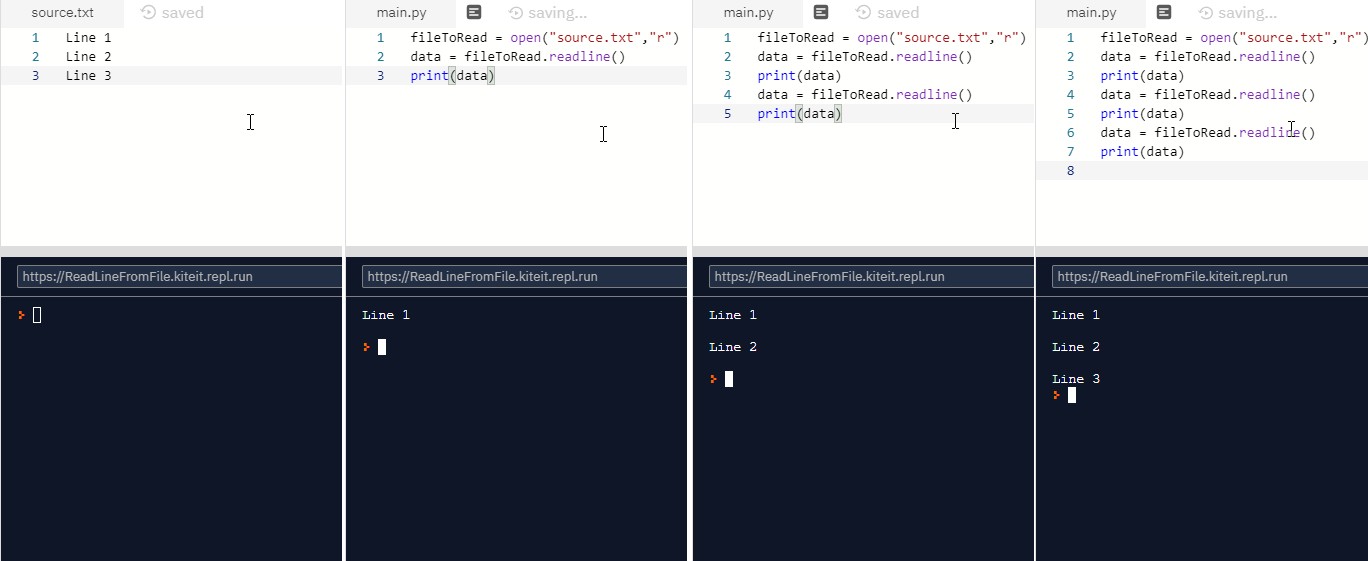 source.txt saved
1 Line 1
2 Line 2
3 Line 3
https://ReadLineFromFile.kiteit.repl.run
main.py saving...
1 fileToRead = open("source.txt","r")
2 data = fileToRead.readline()
3 print(data)
https://ReadLineFromFile.kiteit.repl.run
Line 1
main.py saved
1 fileToRead = open("source.txt","r")
2 data = fileToRead.readline()
3 print(data)
4 data = fileToRead.readline()
5 print(data)
https://ReadLineFromFile.kiteit.repl.run
Line 1
Line 2
main.py saving...
1 fileToRead = open("source.txt","r")
2 data = fileToRead.readline()
3 print(data)
4 data = fileToRead.readline()
5 print(data)
6 data = fileToRead.readline()
7 print(data)
8
https://ReadLineFromFile.kiteit.repl.run
Line 1
Line 2
Line 3